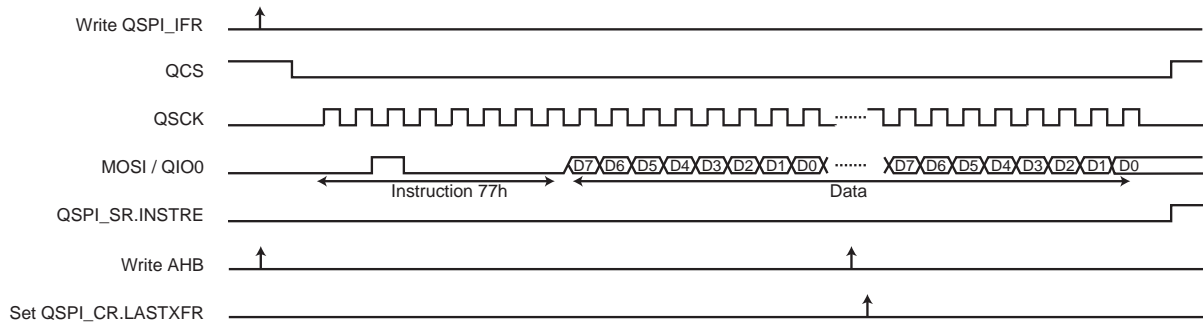 Write QSPI_IFR
QCS
QSCK
MOSI / QIO0
D7 D6 D5 D4 D3 D2 D1 D0 D7 D6 D5 D4 D3 D2 D1 D0
Instruction 77h
Data
QSPI_SR.INSTRE
Write AHB
Set QSPI_CR.LASTXFR